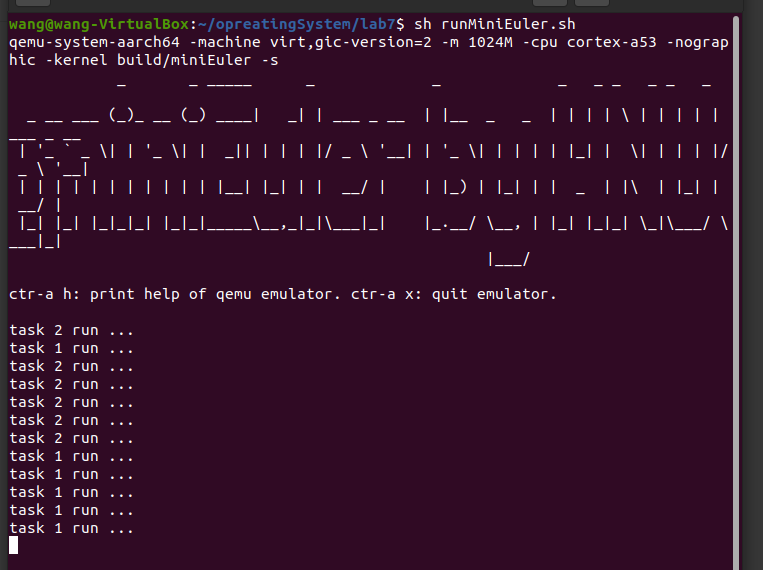 wang@wang-VirtualBox:~/opreatingSystem/lab7$ sh runMiniEuler.sh
qemu-system-aarch64 -machine virt,gic-version=2 -m 1024M -cpu cortex-a53 -nograp
hic -kernel build/miniEuler -s
            _       _ _____      _             _             _   _ _   _ _   _
  _ __ ___ (_)_ __ (_) ____|   _| | ___ _ __  | |__  _   _  | | | | \ | | | | |
___ _ __
 | '_ ` _ \| | '_ \| |  _|| | | | |/ _ \ '__| | '_ \| | | | | |_| |  \| | | | |/
 _ \ '__|
 | | | | | | | | | | | |__| |_| | |  __/ |    | |_) | |_| | |  _  | |\  | |_| |
 __/ |
 |_| |_| |_|_|_| |_|_|_____\__,_|_|\___|_|    |_.__/ \__, | |_| |_|_| \_|\___/ \
___|_|
                                                     |___/
ctr-a h: print help of qemu emulator. ctr-a x: quit emulator.
task 2 run ...
task 1 run ...
task 2 run ...
task 2 run ...
task 2 run ...
task 2 run ...
task 2 run ...
task 1 run ...
task 1 run ...
task 1 run ...
task 1 run ...
task 1 run ...